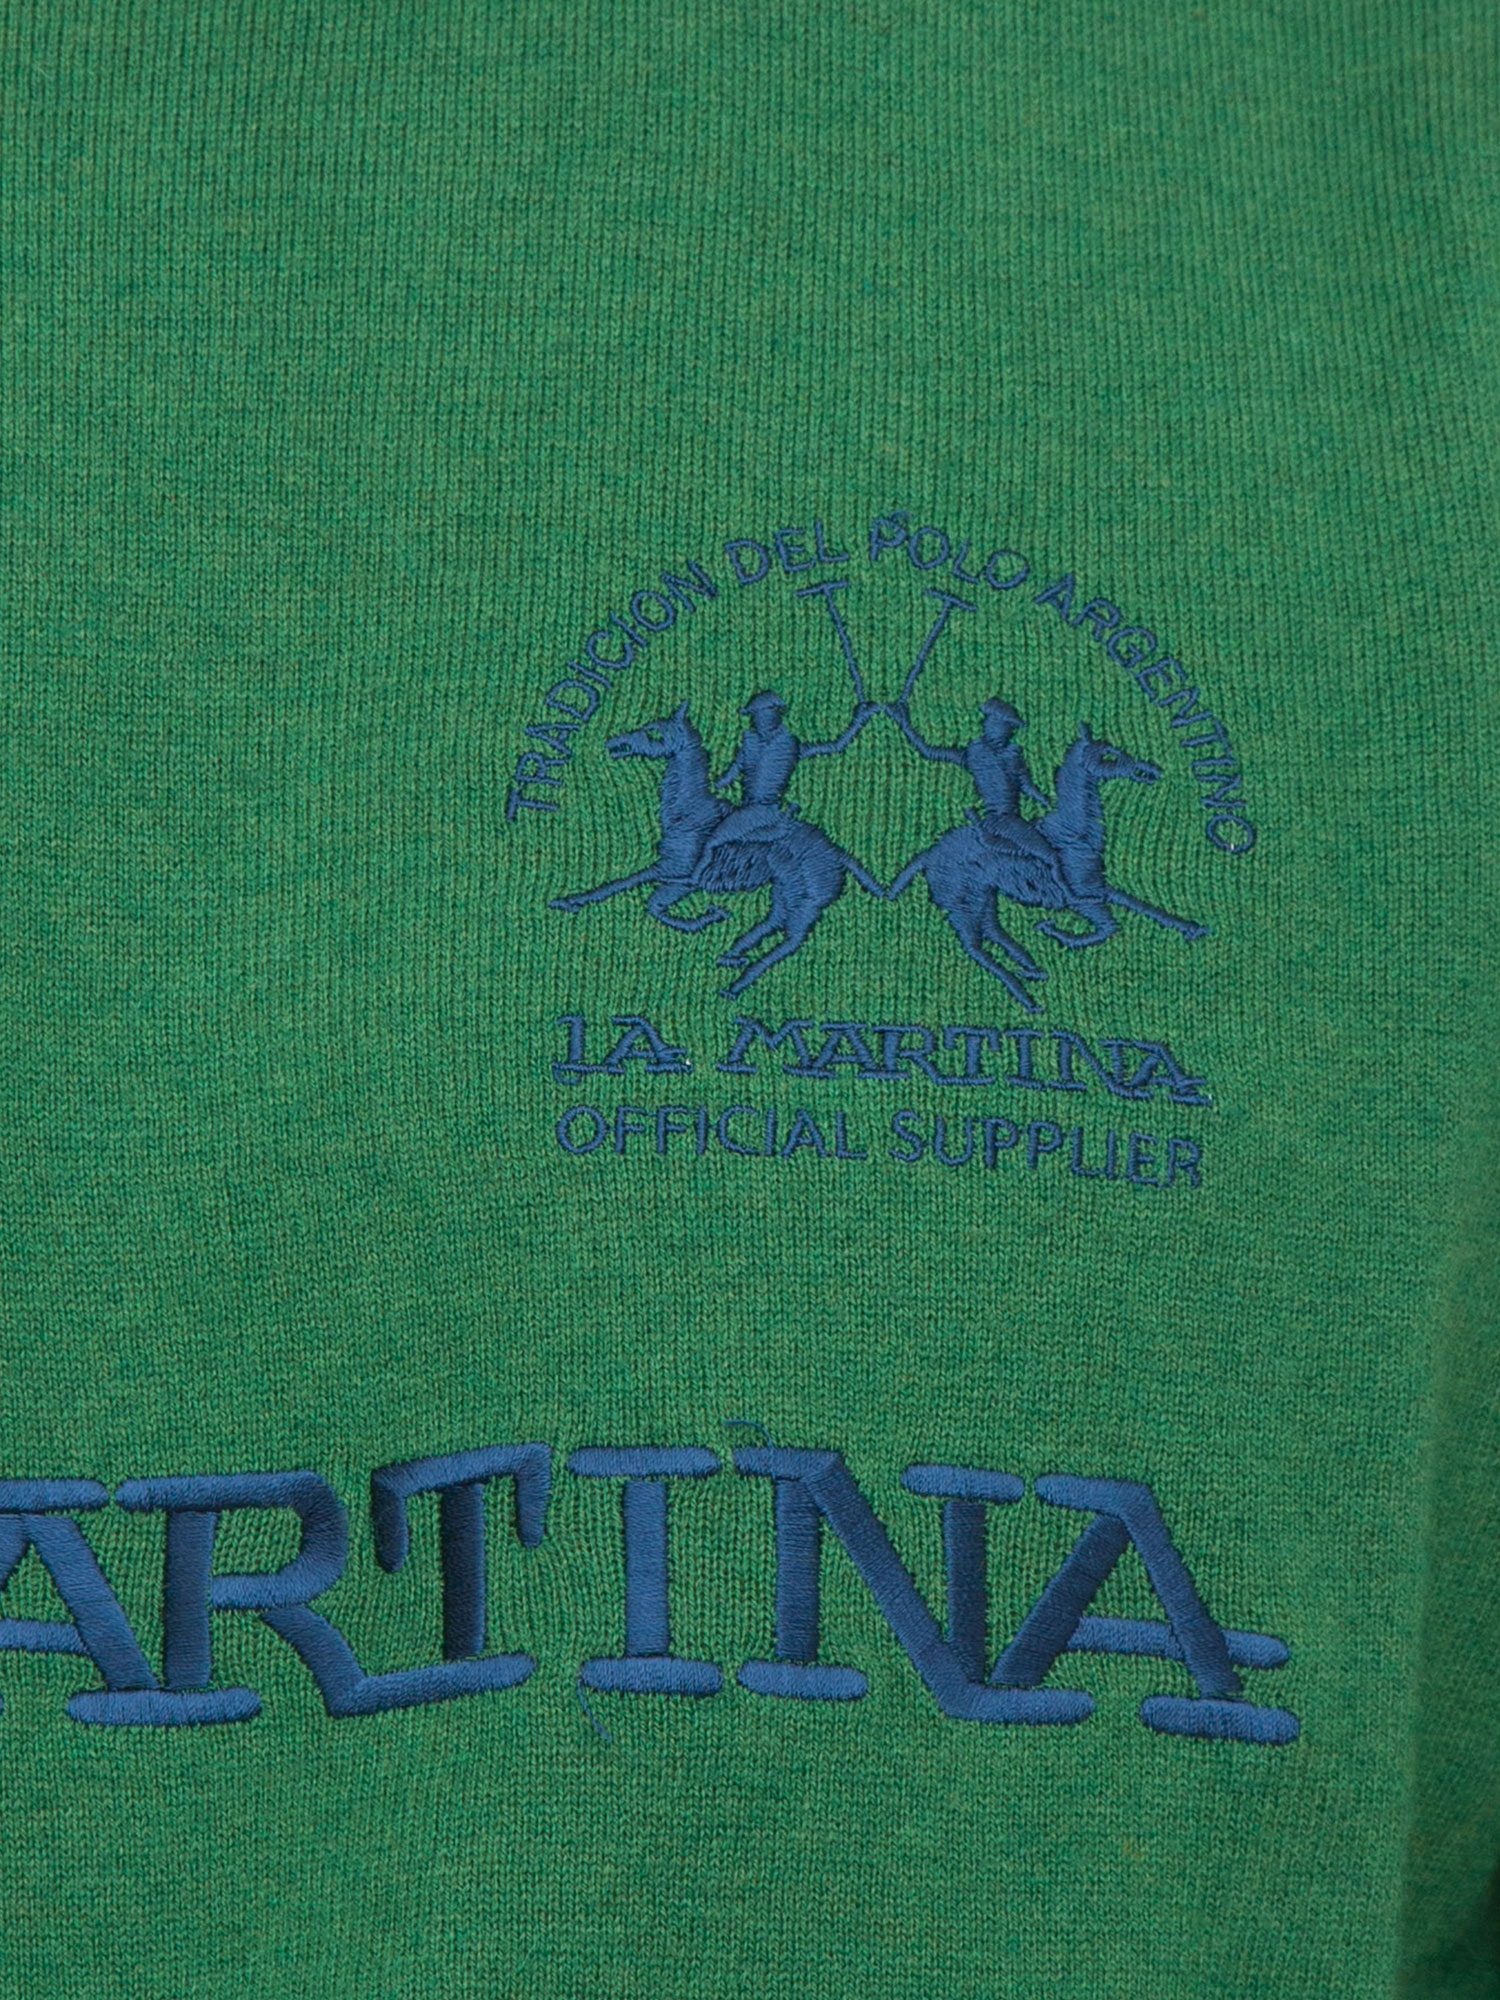 TRADICION DEL POLO ARGENTINO
LA MARTINA
OFFICIAL SUPPLIER
ARTINA